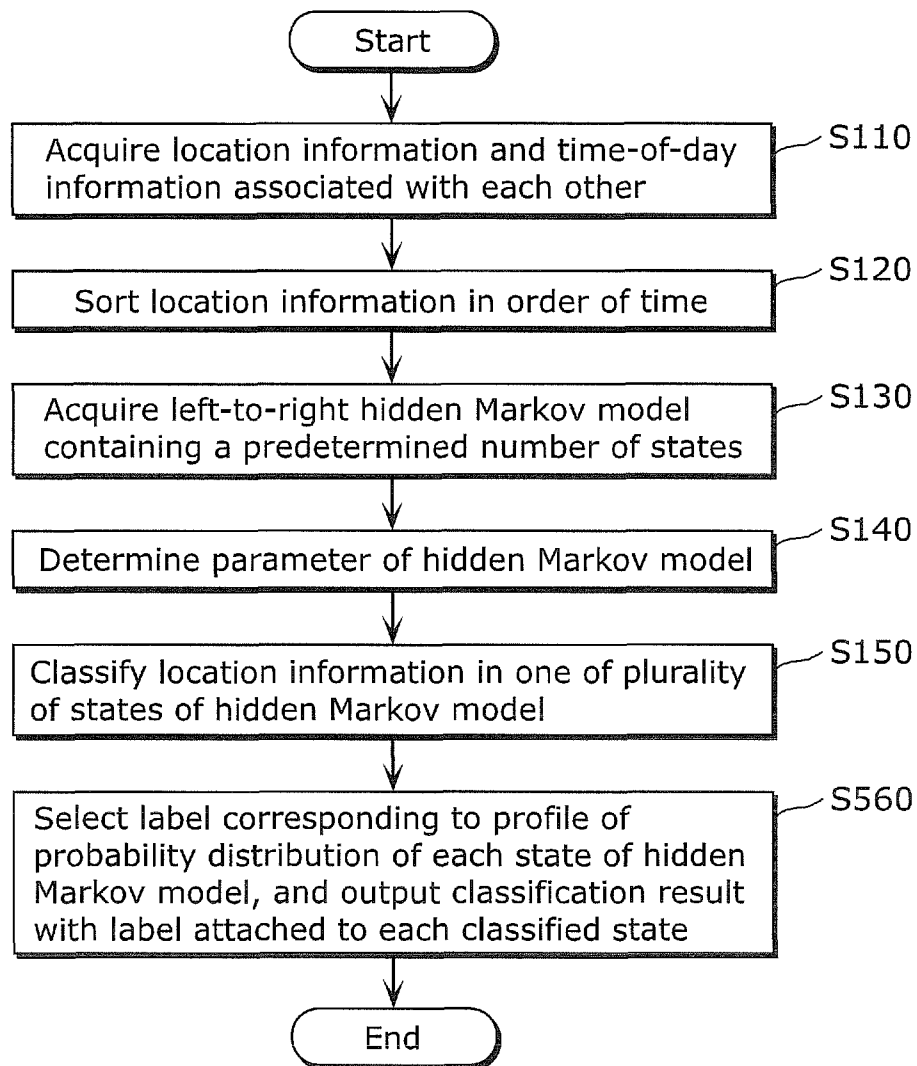 Start
Acquire location information and time-of-day
information associated with each other
S110
Sort location information in order of time
S120
Acquire left-to-right hidden Markov model
containing a predetermined number of states
S130
Determine parameter of hidden Markov model
S140
Classify location information in one of plurality
of states of hidden Markov model
S150
Select label corresponding to profile of
probability distribution of each state of hidden
Markov model, and output classification result
with label attached to each classified state
S560
End